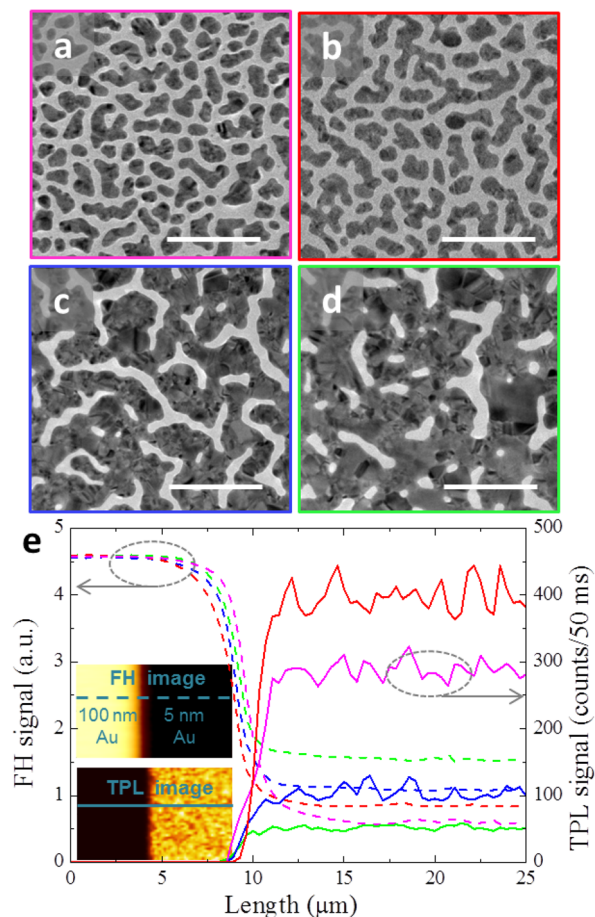 a
b
c
d
e
5
4
3
2
1
0
FH signal (a.u.)
500
400
300
200
100
0
TPL signal (counts/50 ms)
FH image
100 nm Au
5 nm Au
TPL image
0
5
10
15
20
25
Length (μm)